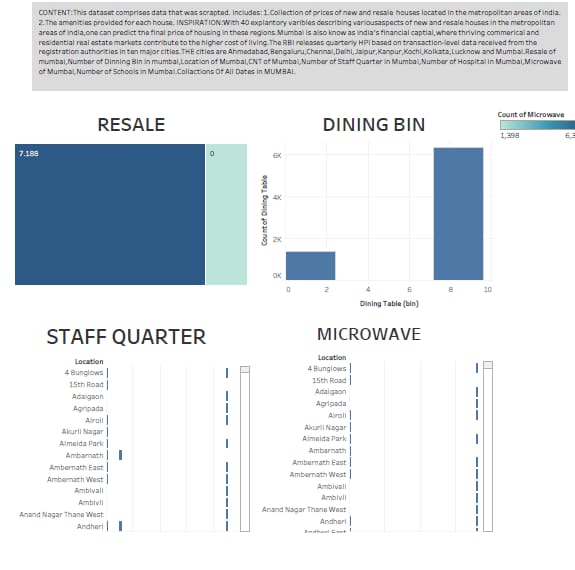 CONTENT:This dataset comprises data that was scrapted. Includes: 1.Collection of prices of new and resale houses located in the metropolitan areas of india.
2.The amenities provided for each house. INSPIRATION:With 40 explantory varibles describing variousaspects of new and resale houses in the metropolitan
areas of india,one can predict the final price of housing in these regions.Mumbai is also know as india's financial captial,where thriving commerical and
residential real estate markets contribute to the higher cost of living.The RBI releases quarterly HPI based on transaction-level data received from the
registration authorities in ten major cities.THE cities are Ahmedabad,Bengaluru,Chennai,Delhi,Jaipur,Kanpur,Kochi,Kolkata,Lucknow and Mumbai.Resale of
mumbai,Number of Dinning Bin in mumbai,Location of Mumbai,CNT of Mumbai,Number of Staff Quarter in Mumbai,Number of Hospital in Mumbai,Microwave
of Mumbai,Number of Schools in Mumbai.Collactions Of All Dates in MUMBAI.
RESALE
7.188
0
DINING BIN
Count of Dining Table
6K
4K
2K
0K
0 2 4 6 8 10
Dining Table (bin)
Count of Microwave
1,398 6,3
STAFF QUARTER
Location
4 Bunglows
15th Road
Adaigaon
Agripada
Airoli
Akurli Nagar
Almeida Park
Ambarnath
Ambernath East
Ambernath West
Ambivali
Ambivli
Anand Nagar Thane West
Andheri
MICROWAVE
Location
4 Bunglows
15th Road
Adaigaon
Agripada
Airoli
Akurli Nagar
Almeida Park
Ambarnath
Ambernath East
Ambernath West
Ambivali
Ambivli
Anand Nagar Thane West
Andheri
Andheri East